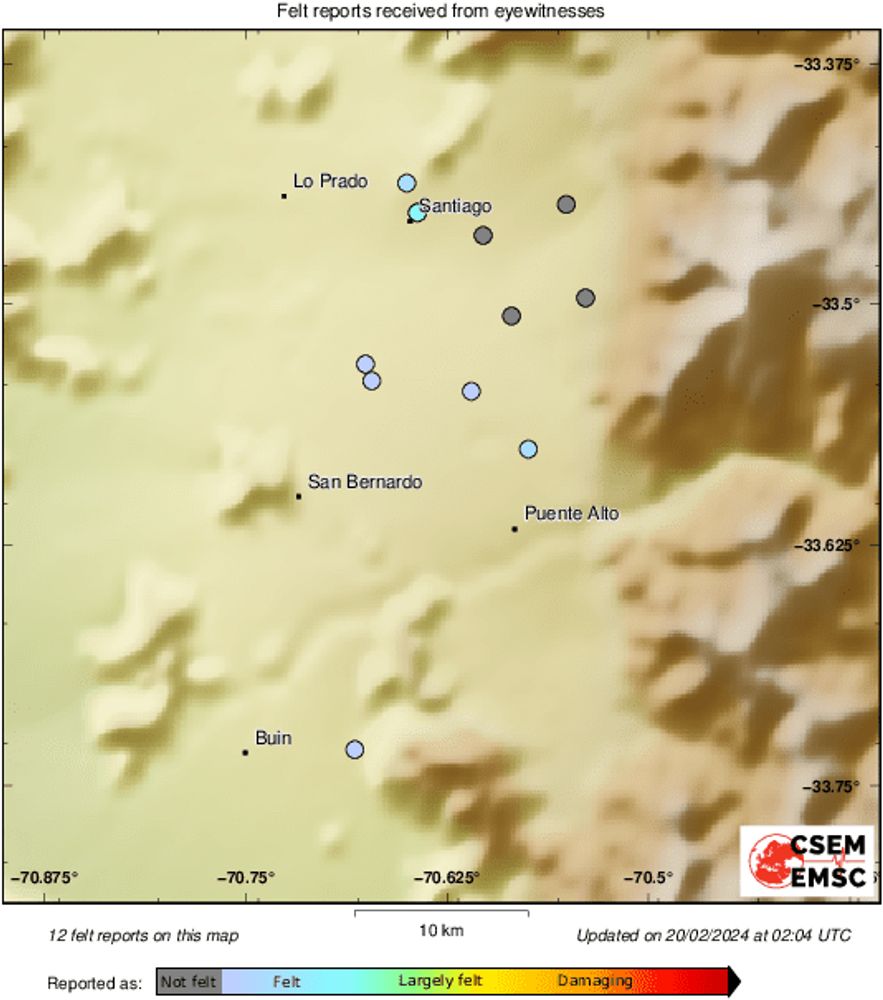 Felt reports received from eyewitnesses
−33.375°
Lo Prado
Santiago
−33.5°
San Bernardo
Puente Alto
−33.625°
Buin
−33.75°
CSEM
EMSC
−70.875°
−70.75°
−70.625°
−70.5°
12 felt reports on this map
10 km
Updated on 20/02/2024 at 02:04 UTC
Reported as:
Not felt
Felt
Largely felt
Damaging